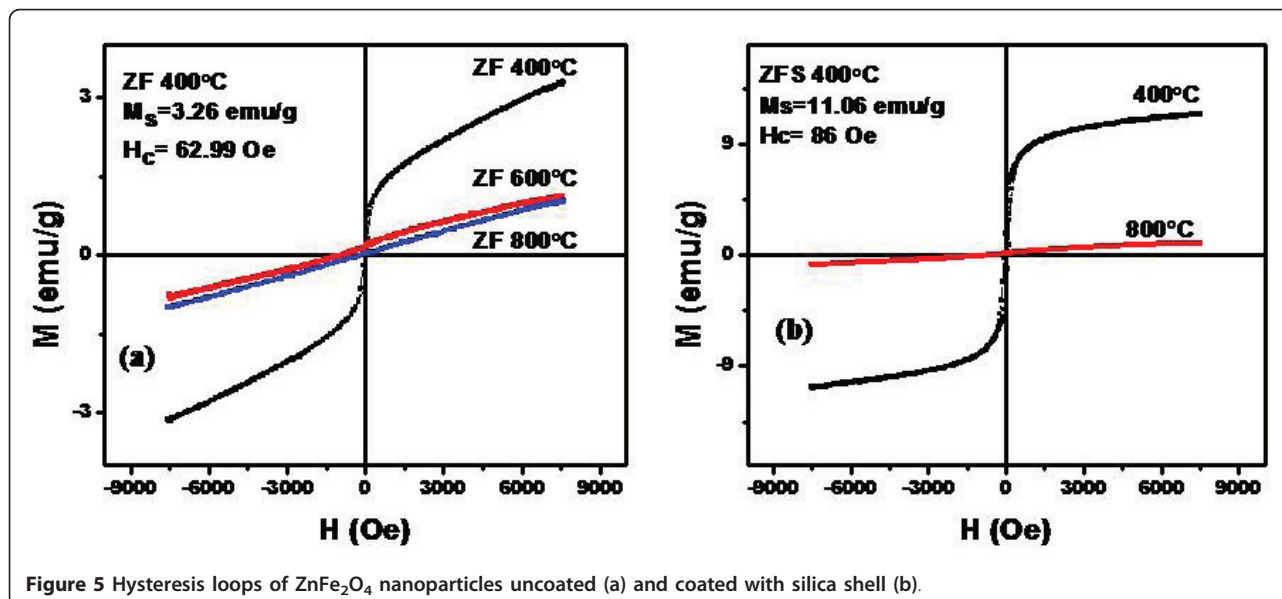 ZF 400°C
M_S=3.26 emu/g
H_C= 62.99 Oe
ZF 400°C
ZF 600°C
ZF 800°C
(a)
M (emu/g)
3
0
-3
-9000 -6000 -3000 0 3000 6000 9000
H (Oe)
ZFS 400°C
Ms=11.06 emu/g
Hc= 86 Oe
400°C
800°C
(b)
M (emu/g)
9
0
-9
-9000 -6000 -3000 0 3000 6000 9000
H (Oe)
Figure 5 Hysteresis loops of ZnFe₂O₄ nanoparticles uncoated (a) and coated with silica shell (b).